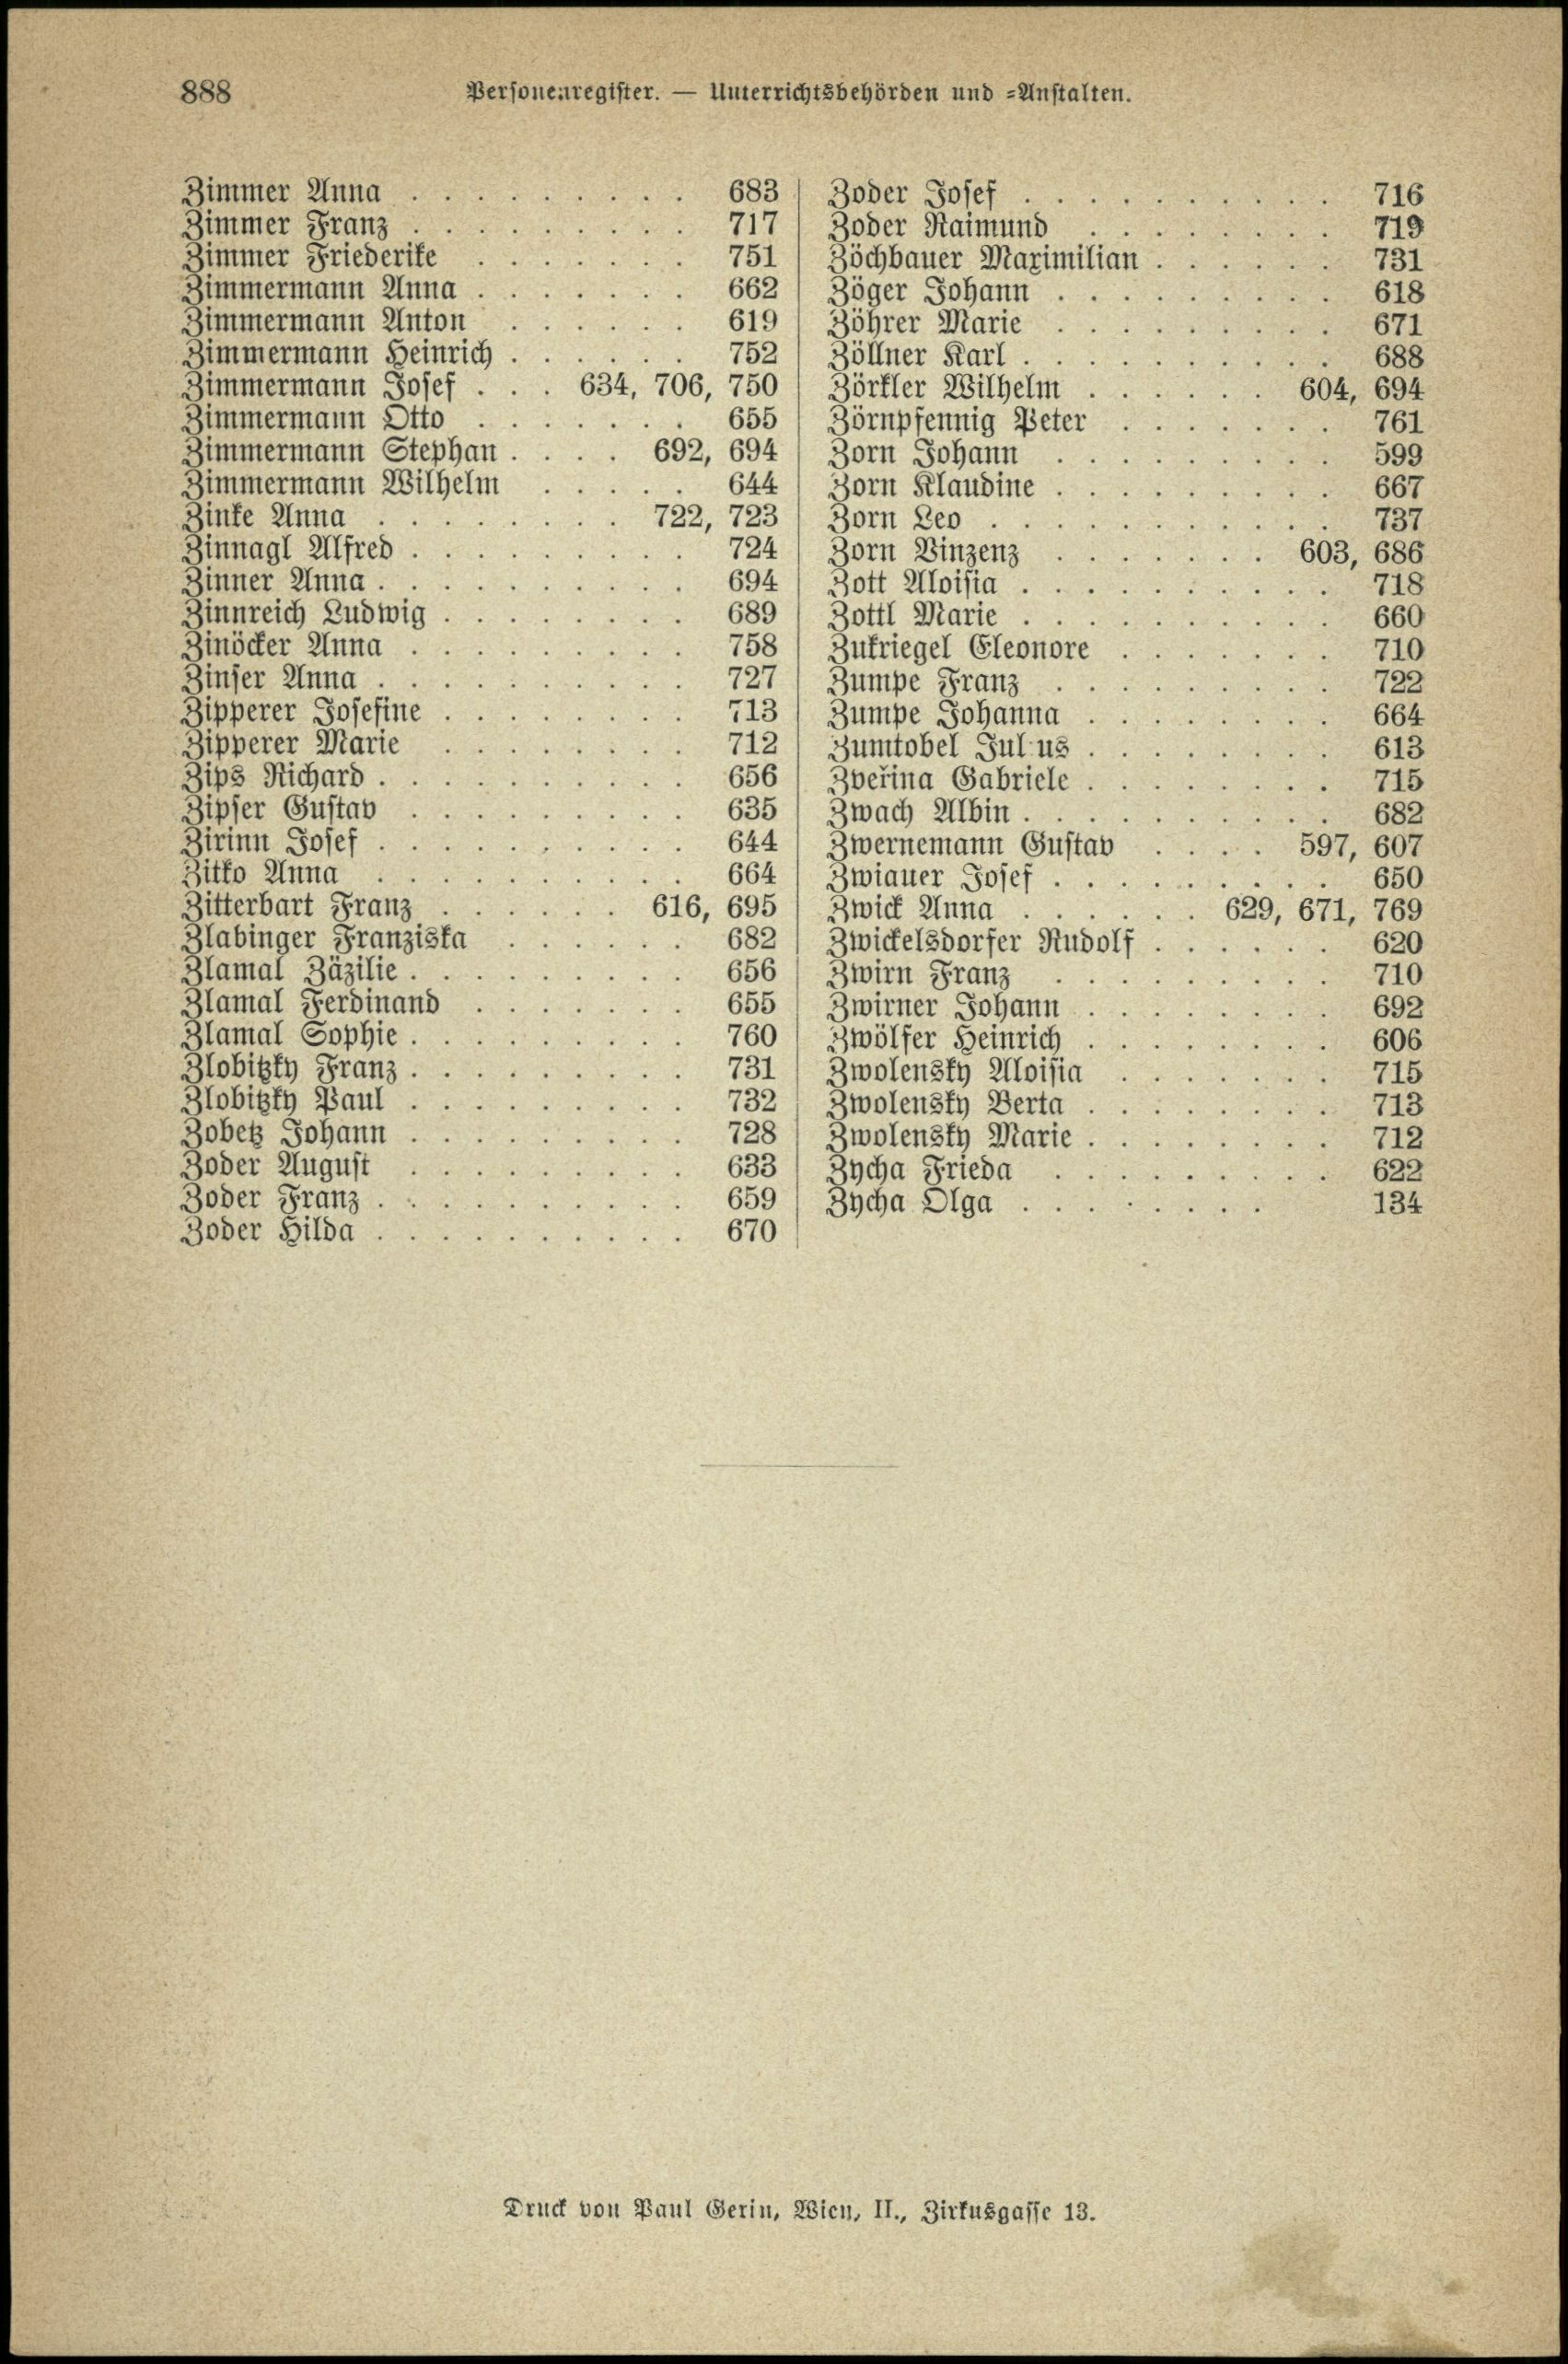 888 Personenregister. — Unterrichtsbehörden und =Anstalten.
Zimmer Anna . . . . . . . . . 683
Zimmer Franz . . . . . . . . . 717
Zimmer Friederike . . . . . . . 751
Zimmermann Anna . . . . . . . 662
Zimmermann Anton . . . . . . 619
Zimmermann Heinrich . . . . . . 752
Zimmermann Josef . . . 634, 706, 750
Zimmermann Otto . . . . . . . 655
Zimmermann Stephan . . . . 692, 694
Zimmermann Wilhelm . . . . . 644
Zinke Anna . . . . . . . . 722, 723
Zinnagl Alfred . . . . . . . . . 724
Zinner Anna . . . . . . . . . . 694
Zinnreich Ludwig . . . . . . . . 689
Zinöcker Anna . . . . . . . . . 758
Zinser Anna . . . . . . . . . . 727
Zipperer Josefine . . . . . . . . 713
Zipperer Marie . . . . . . . . 712
Zips Richard . . . . . . . . . . 656
Zipser Gustav . . . . . . . . . 635
Zirinn Josef . . . . . . . . . . 644
Zitko Anna . . . . . . . . . . 664
Zitterbart Franz . . . . . . 616, 695
Zlabinger Franziska . . . . . . 682
Zlamal Zäzilie . . . . . . . . . 656
Zlamal Ferdinand . . . . . . . 655
Zlamal Sophie . . . . . . . . . 760
Zlobitzky Franz . . . . . . . . . 731
Zlobitzky Paul . . . . . . . . . 732
Zobetz Johann . . . . . . . . . 728
Zoder August . . . . . . . . . 633
Zoder Franz . . . . . . . . . . 659
Zoder Hilda . . . . . . . . . . 670
Zoder Josef . . . . . . . . . . 716
Zoder Raimund . . . . . . . . 719
Zöchbauer Maximilian . . . . . . 731
Zöger Johann . . . . . . . . . 618
Zöhrer Marie . . . . . . . . . 671
Zöllner Karl . . . . . . . . . . 688
Zörkler Wilhelm . . . . . . 604, 694
Zörnpfennig Peter . . . . . . . 761
Zorn Johann . . . . . . . . . 599
Zorn Klaudine . . . . . . . . . 667
Zorn Leo . . . . . . . . . . . 737
Zorn Vinzenz . . . . . . . 603, 686
Zott Aloisia . . . . . . . . . . 718
Zottl Marie . . . . . . . . . . 660
Zukriegel Eleonore . . . . . . . 710
Zumpe Franz . . . . . . . . . 722
Zumpe Johanna . . . . . . . . 664
Zumtobel Jul us . . . . . . . . 613
Zveřina Gabriele . . . . . . . . 715
Zwach Albin . . . . . . . . . . 682
Zwernemann Gustav . . . . 597, 607
Zwiauer Josef . . . . . . . . . 650
Zwick Anna . . . . . . 629, 671, 769
Zwickelsdorfer Rudolf . . . . . . 620
Zwirn Franz . . . . . . . . . 710
Zwirner Johann . . . . . . . . 692
Zwölfer Heinrich . . . . . . . . 606
Zwolensky Aloisia . . . . . . . 715
Zwolensky Berta . . . . . . . . 713
Zwolensky Marie . . . . . . . . 712
Zycha Frieda . . . . . . . . . 622
Zycha Olga . . . . . . . . 134
Druck von Paul Gerin, Wien, II., Zirkusgasse 13.